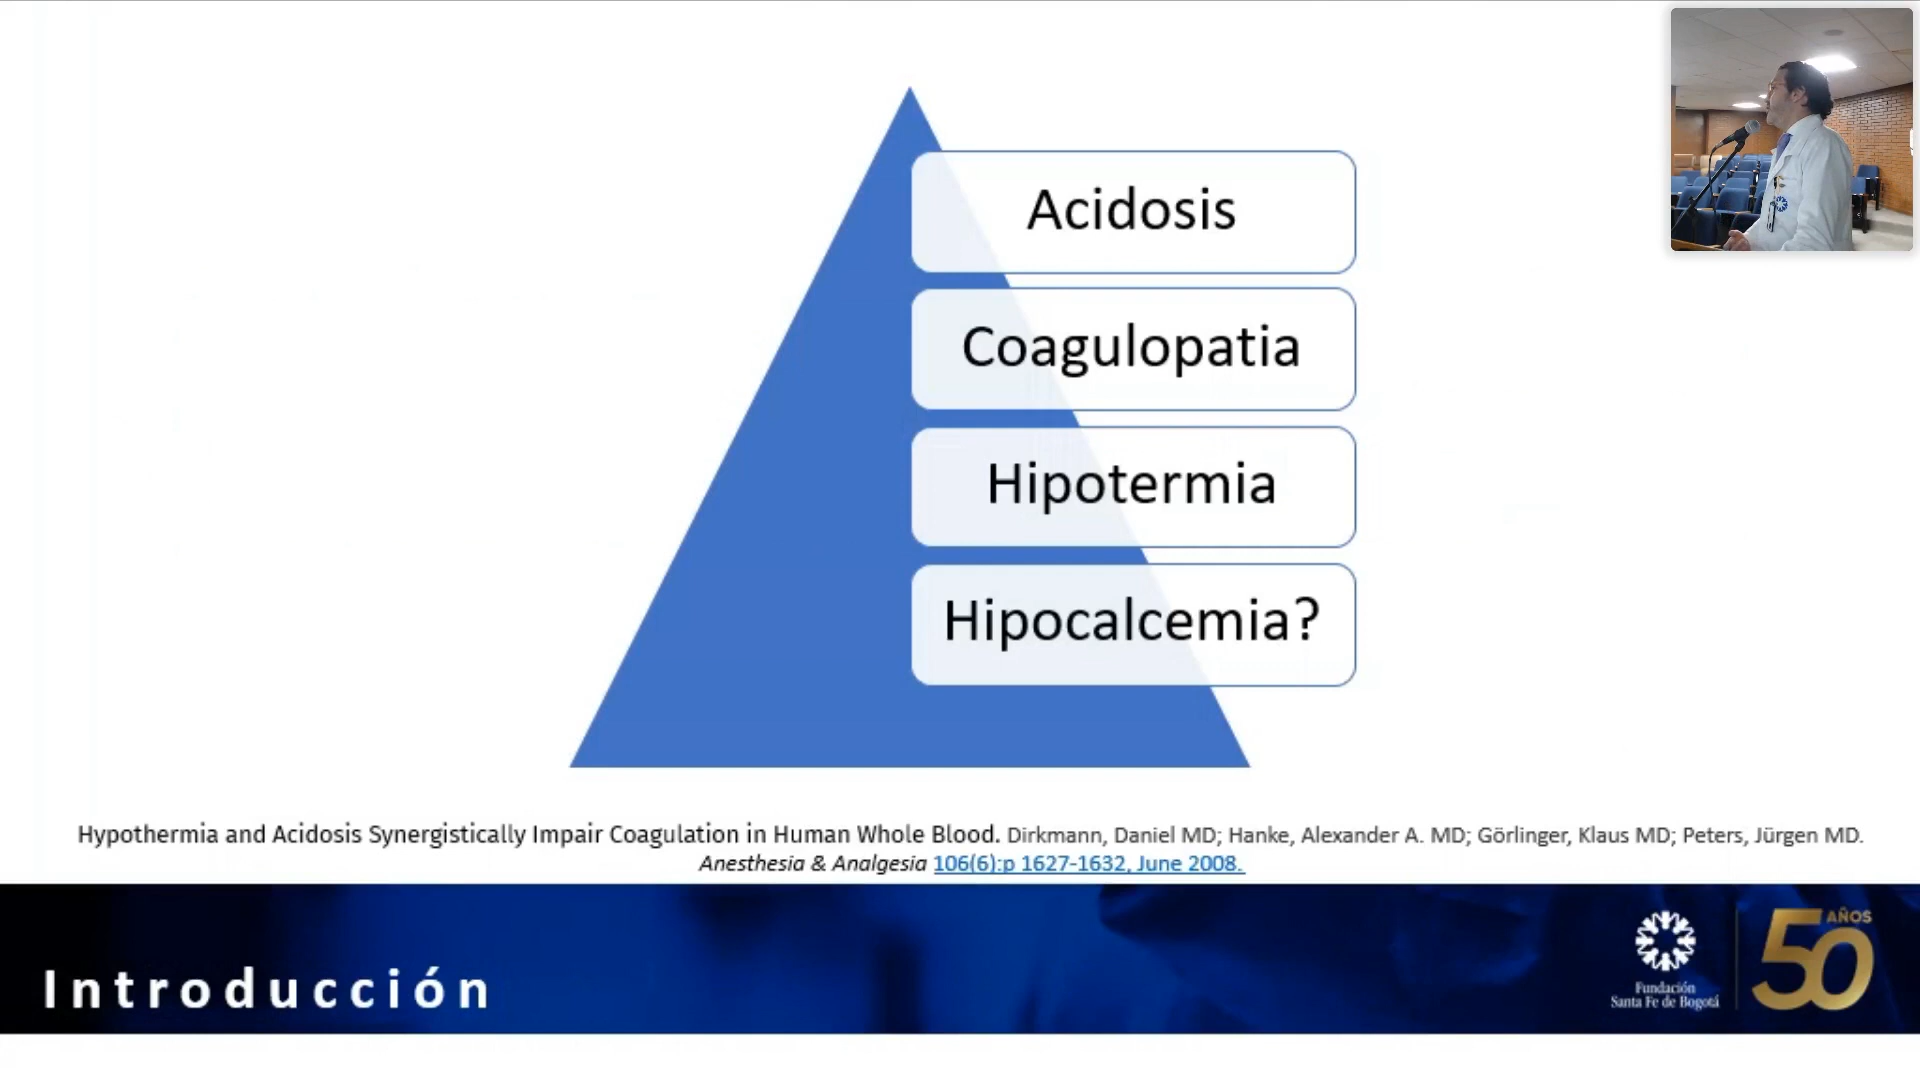 Acidosis
Coagulopatia
Hipotermia
Hipocalcemia?
Hypothermia and Acidosis Synergistically Impair Coagulation in Human Whole Blood. Dirkmann, Daniel MD; Hanke, Alexander A. MD; Görlinger, Klaus MD; Peters, Jürgen MD.
Anesthesia & Analgesia 106(6):p 1627-1632, June 2008.
Introducción
Fundación
Santa Fe de Bogotá
50 AÑOS